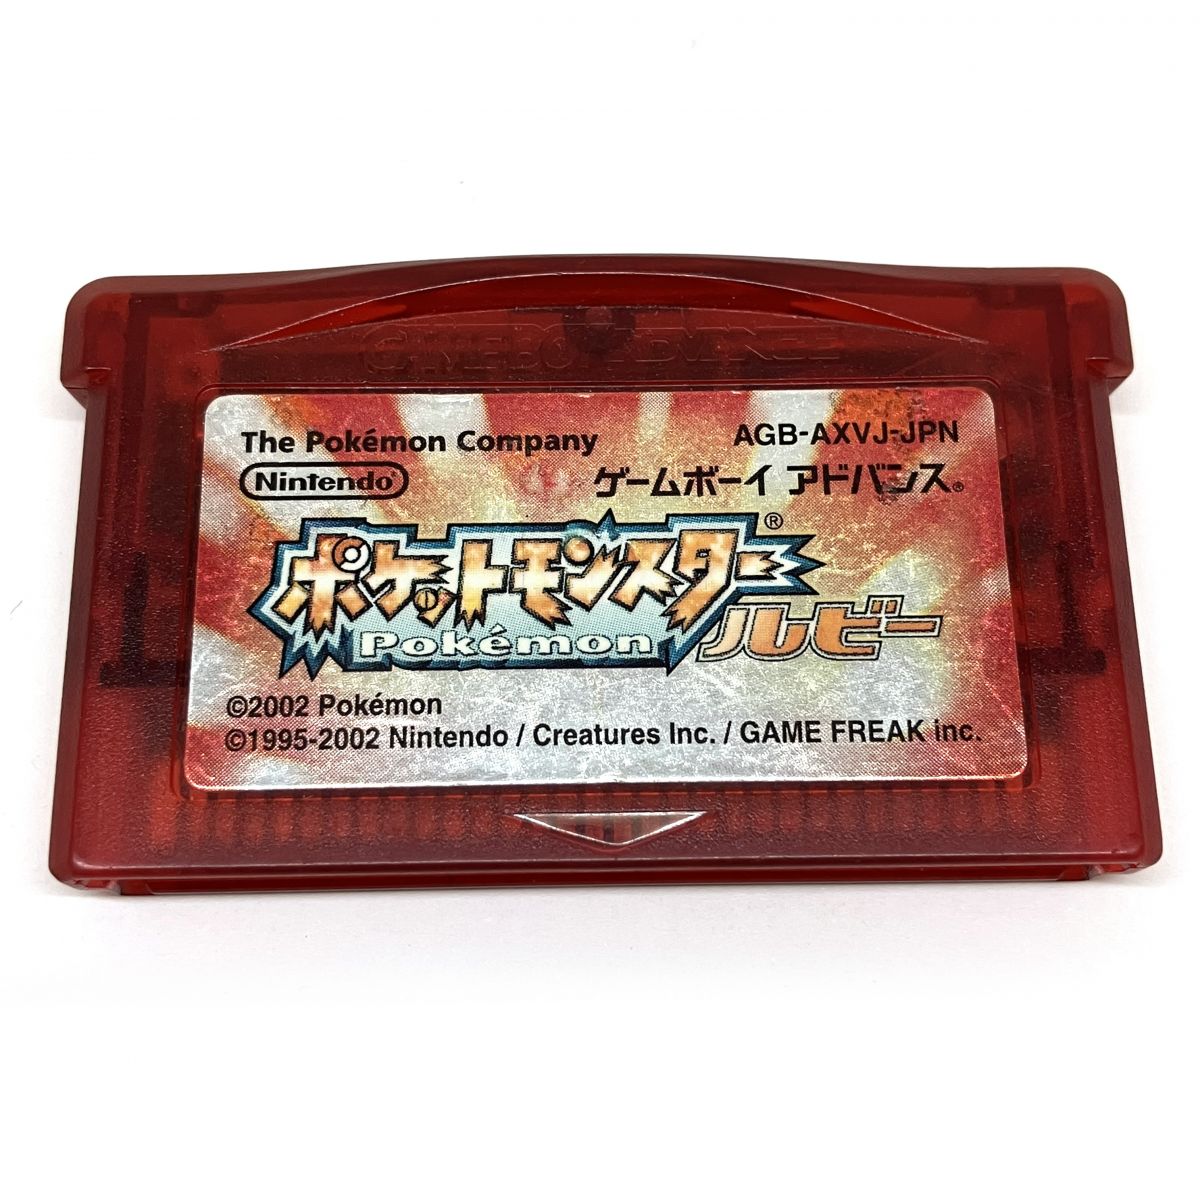 GAME BOY ADVANCE
The Pokémon Company AGB-AXVJ-JPN
Nintendo® ゲームボーイ アドバンス®
ポケットモンスター®
Pokémon ルビー
©2002 Pokémon
©1995-2002 Nintendo / Creatures Inc. / GAME FREAK inc.